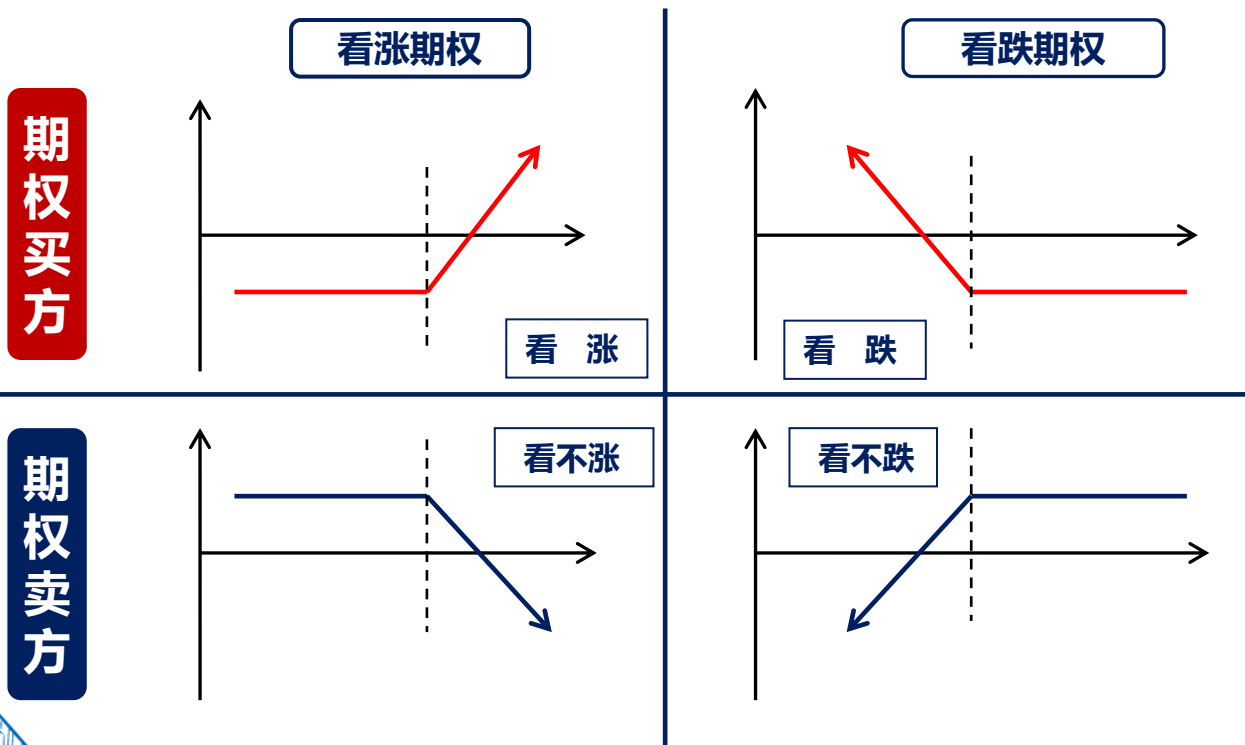 看涨期权
看跌期权
期权买方
看 涨
看 跌
期权卖方
看不涨
看不跌